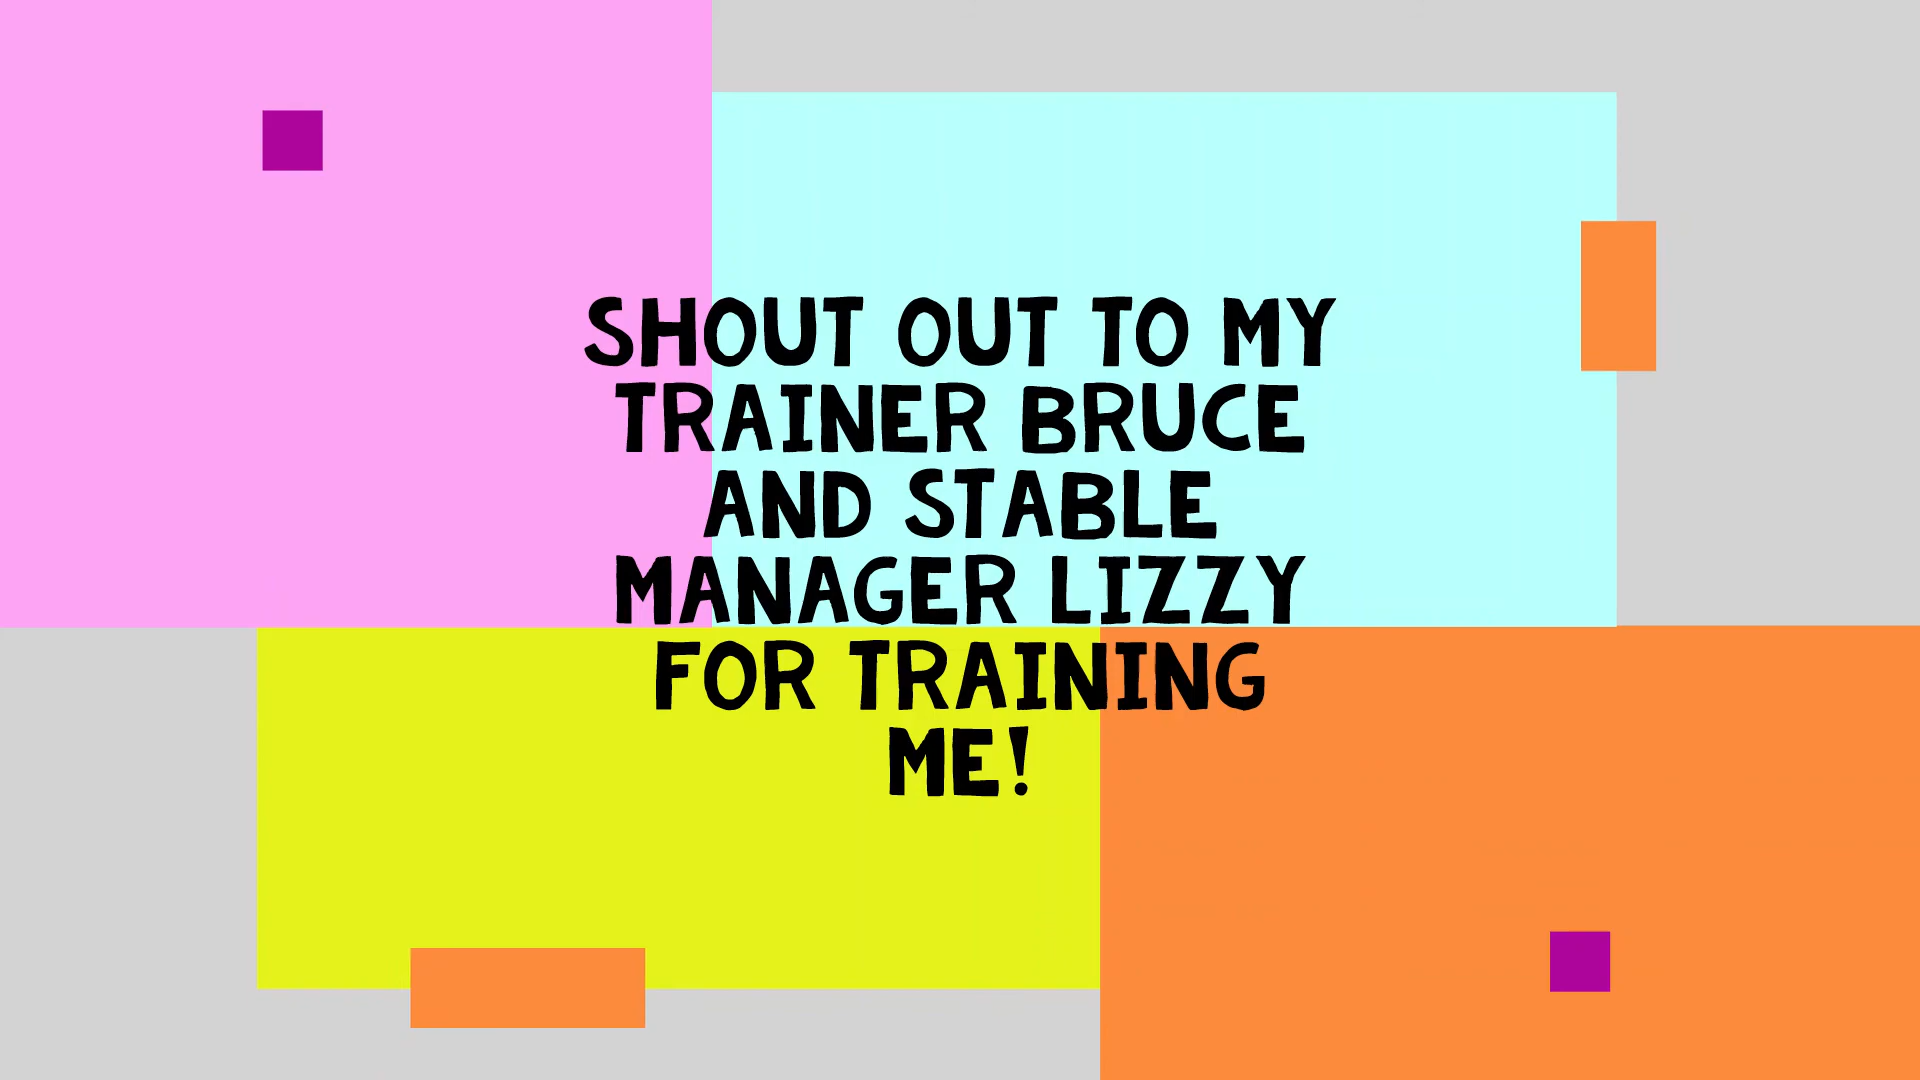 SHOUT OUT TO MY
TRAINER BRUCE
AND STABLE
MANAGER LIZZY
FOR TRAINING
ME!